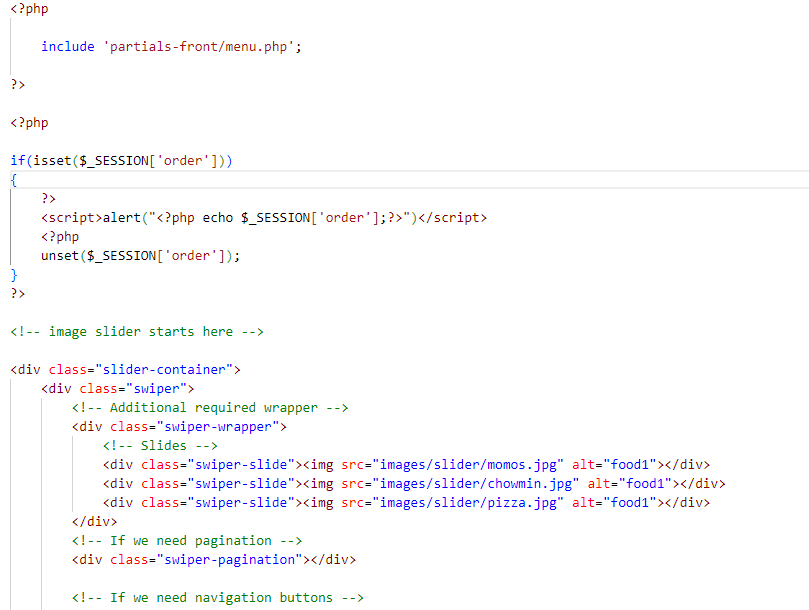 <?php
include 'partials-front/menu.php';
?>
<?php
if(isset($_SESSION['order']))
{
?>
<script>alert("<?php echo $_SESSION['order'];?>")</script>
<?php
unset($_SESSION['order']);
}
?>
<!-- image slider starts here -->
<div class="slider-container">
<div class="swiper">
<!-- Additional required wrapper -->
<div class="swiper-wrapper">
<!-- Slides -->
<div class="swiper-slide"><img src="images/slider/momos.jpg" alt="food1"></div>
<div class="swiper-slide"><img src="images/slider/chowmin.jpg" alt="food1"></div>
<div class="swiper-slide"><img src="images/slider/pizza.jpg" alt="food1"></div>
</div>
<!-- If we need pagination -->
<div class="swiper-pagination"></div>
<!-- If we need navigation buttons -->